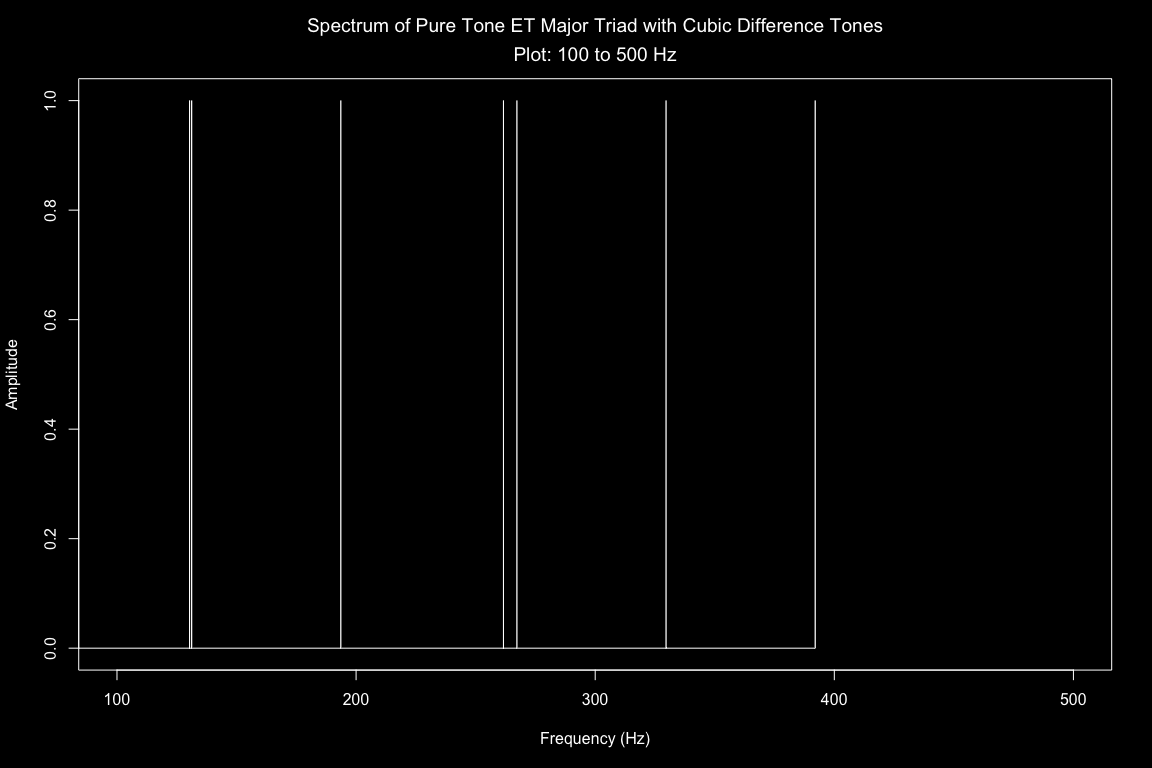 Spectrum of Pure Tone ET Major Triad with Cubic Difference Tones
Plot: 100 to 500 Hz
1.0
0.8
0.6
0.4
0.2
0.0
Amplitude
100 200 300 400 500
Frequency (Hz)